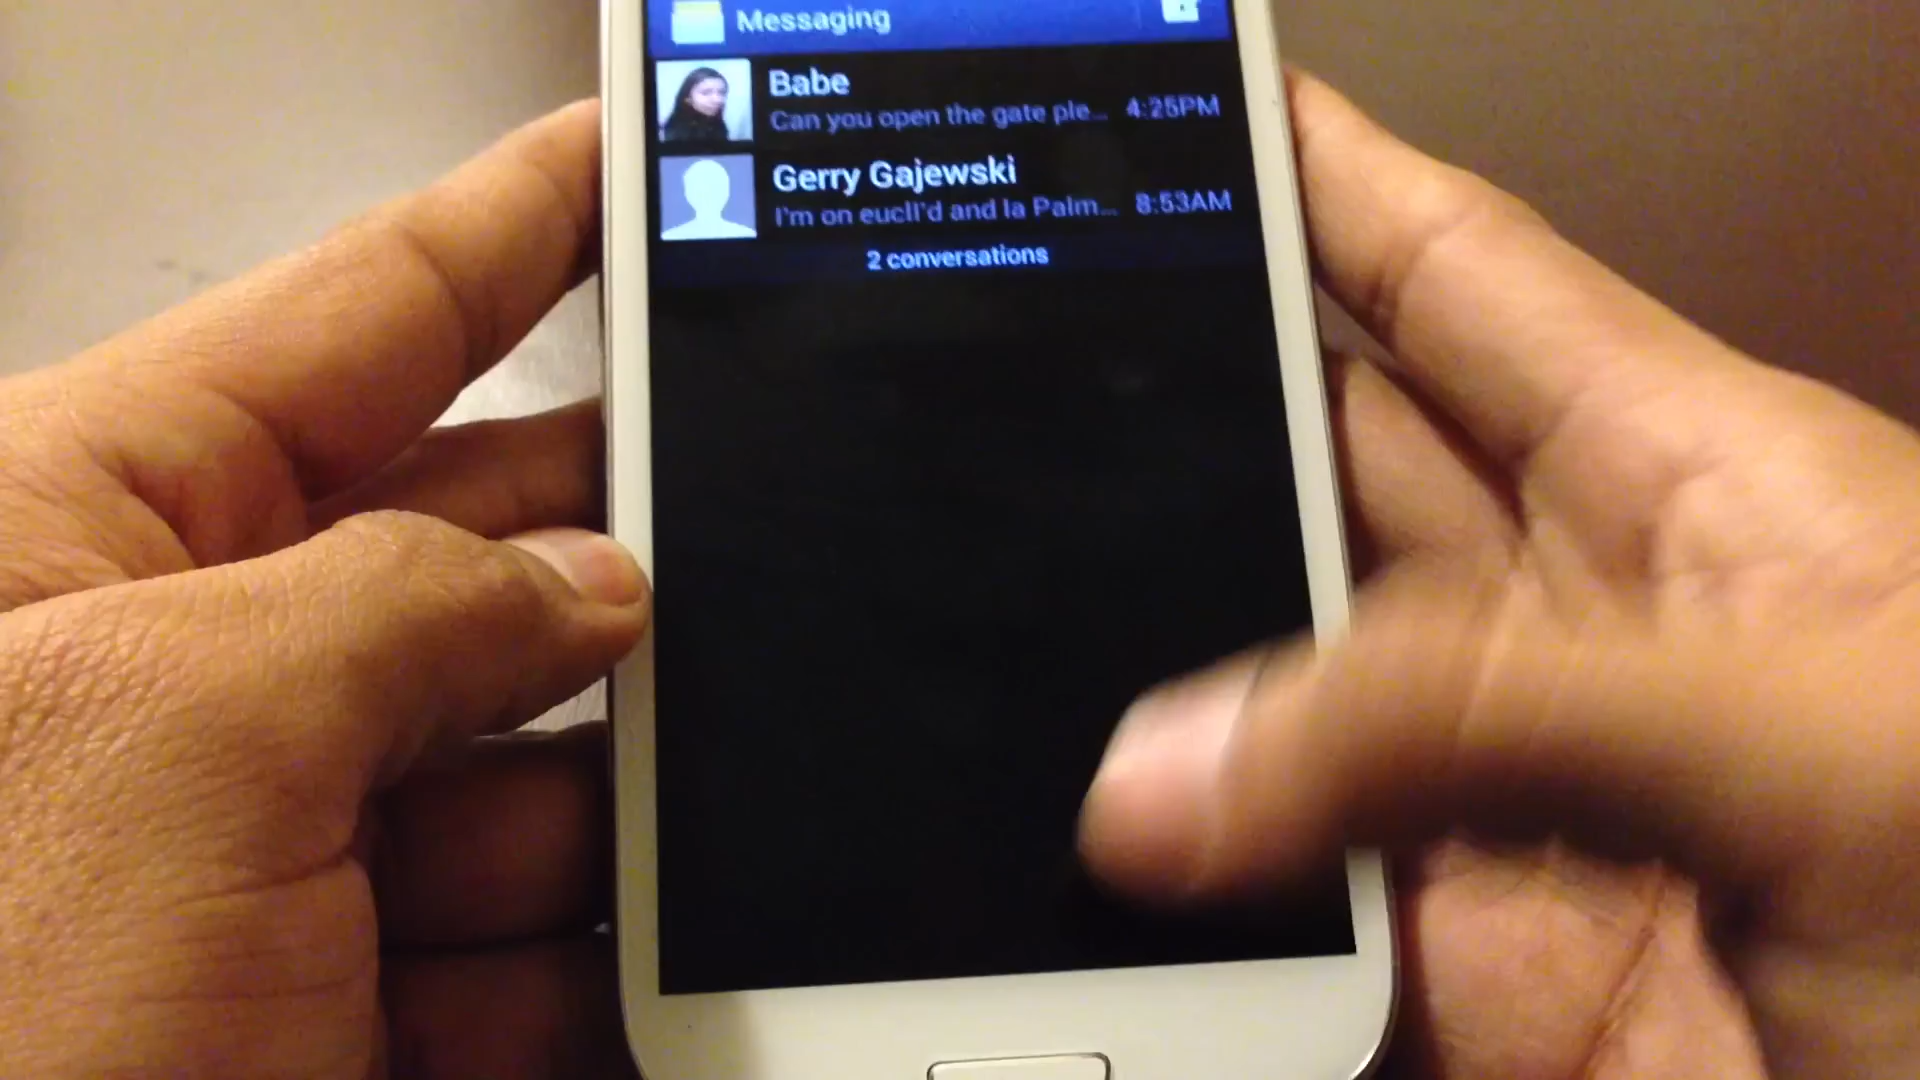 Messaging
Babe
Can you open the gate ple... 4:25PM
Gerry Gajewski
I'm on eucli'd and la Palm... 8:53AM
2 conversations